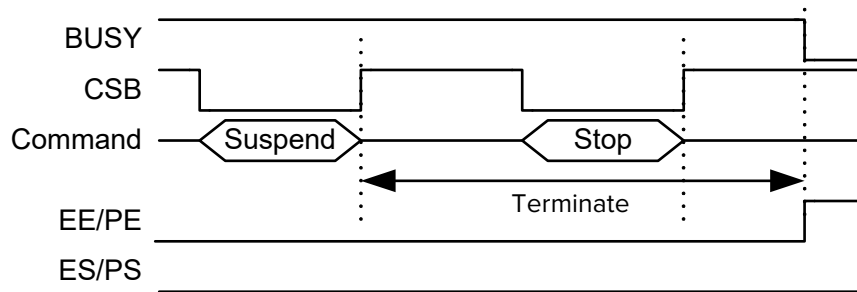 BUSY
CSB
Command
Suspend
Stop
Terminate
EE/PE
ES/PS